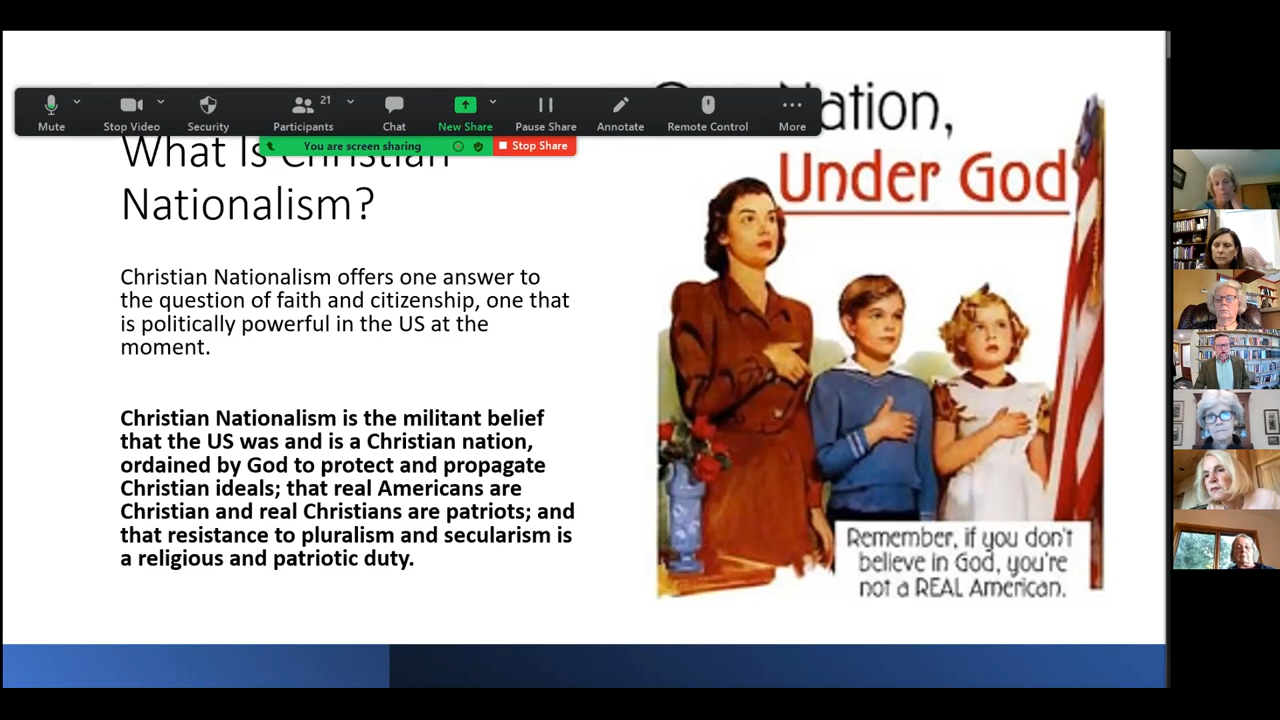 Nation,
21
Mute
Stop Video
Security
Participants
Chat
New Share
Pause Share
Annotate
Remote Control
More
You are screen sharing
Stop Share
What Is Christian
Nationalism?
Under God
Christian Nationalism offers one answer to
the question of faith and citizenship, one that
is politically powerful in the US at the
moment.
Christian Nationalism is the militant belief
that the US was and is a Christian nation,
ordained by God to protect and propagate
Christian ideals; that real Americans are
Christian and real Christians are patriots; and
that resistance to pluralism and secularism is
a religious and patriotic duty.
Remember, if you don't
believe in God, you're
not a REAL American.